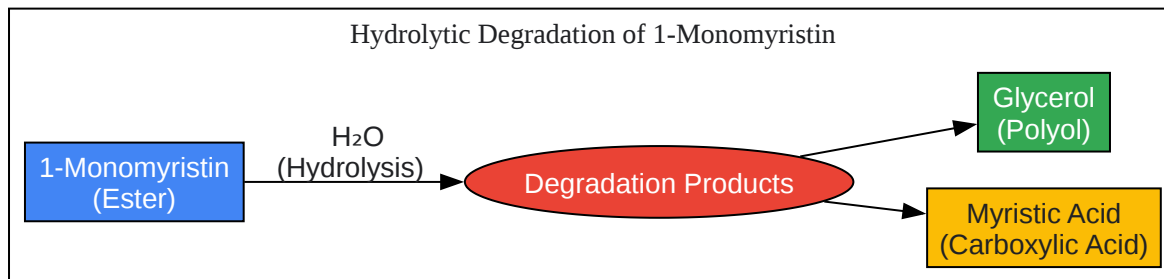 Hydrolytic Degradation of 1-Monomyristin
1-Monomyristin
(Ester)
H₂O
(Hydrolysis)
Degradation Products
Glycerol
(Polyol)
Myristic Acid
(Carboxylic Acid)